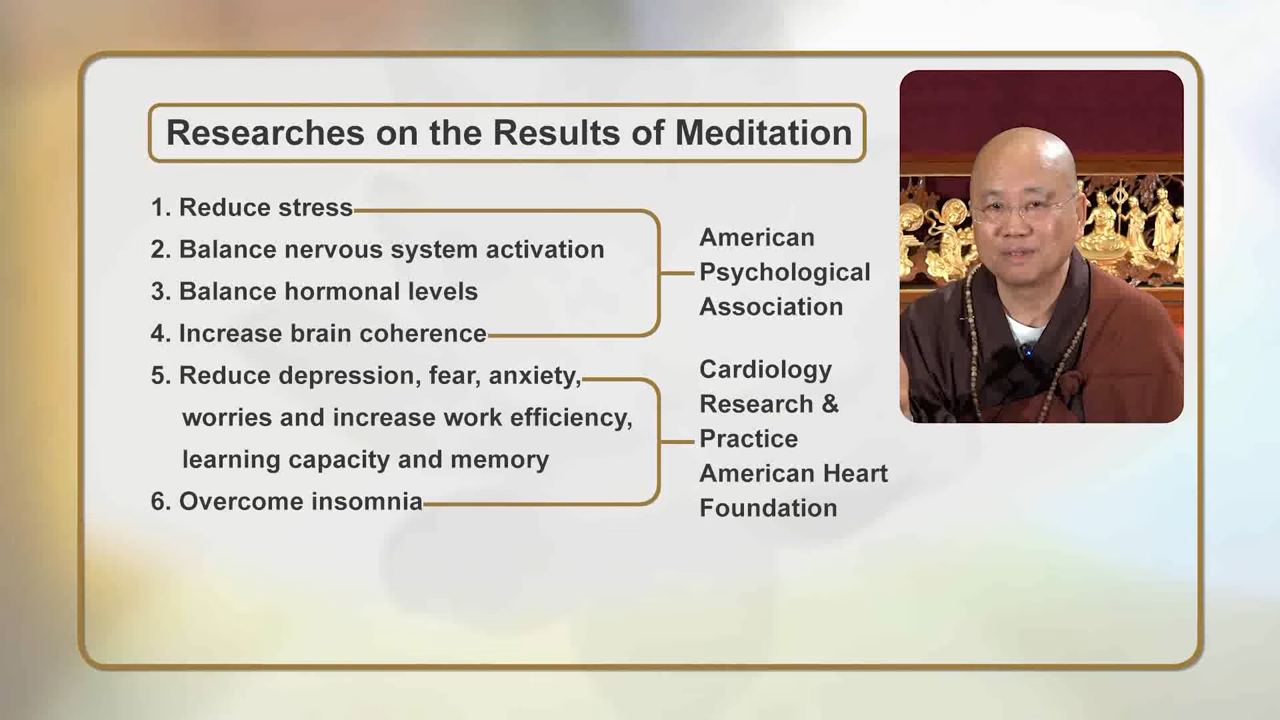 Researches on the Results of Meditation
1. Reduce stress
2. Balance nervous system activation
3. Balance hormonal levels
4. Increase brain coherence
American
Psychological
Association
5. Reduce depression, fear, anxiety,
worries and increase work efficiency,
learning capacity and memory
6. Overcome insomnia
Cardiology
Research &
Practice
American Heart
Foundation